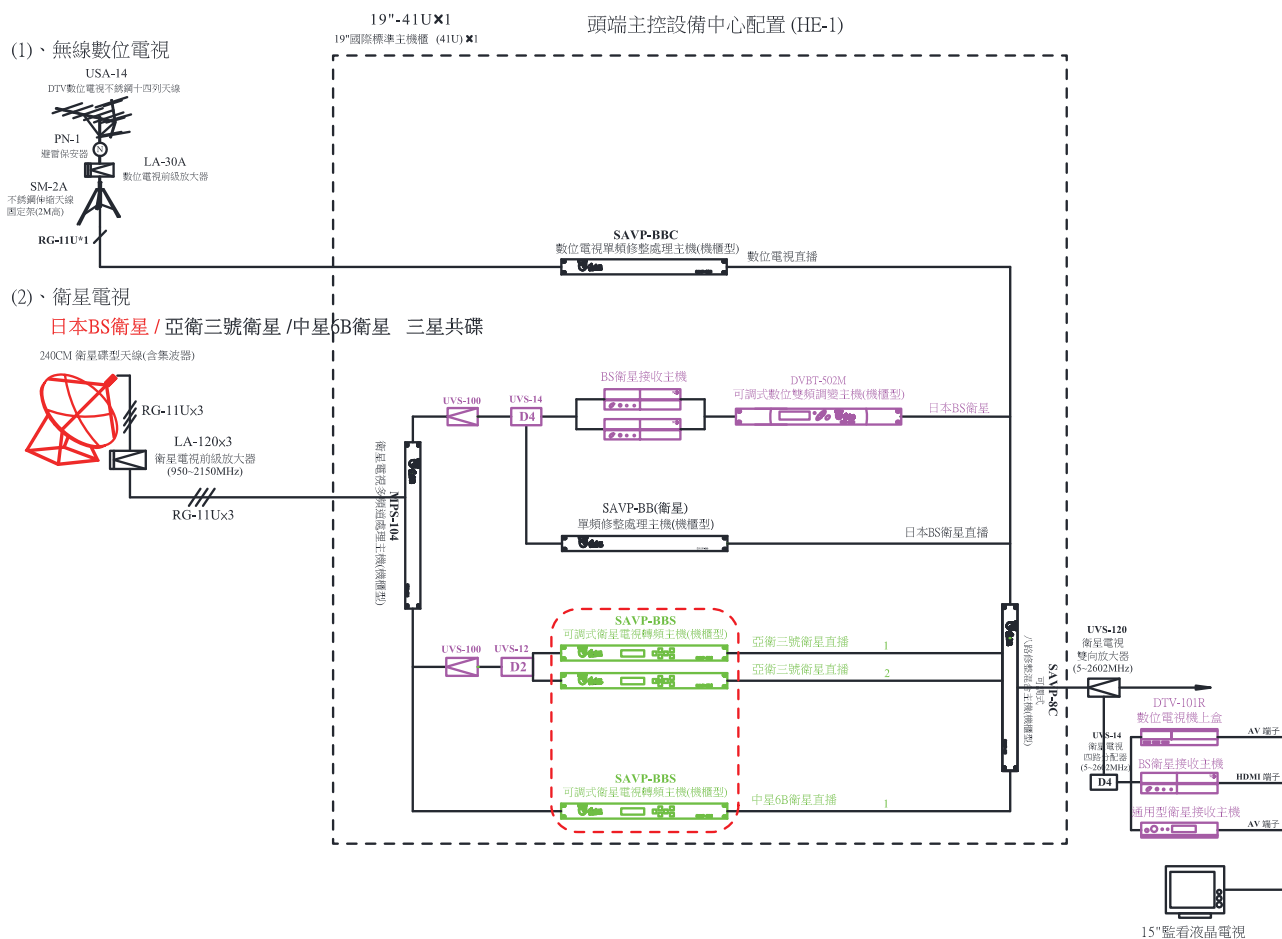 19"-41U✖1
19"國際標準主機櫃 (41U) ✖1
頭端主控設備中心配置 (HE-1)
(1)、無線數位電視
USA-14
DTV數位電視不銹鋼十四列天線
PN-1
避雷保安器
N
LA-30A
數位電視前級放大器
SM-2A
不銹鋼伸縮天線
固定架(2M高)
RG-11U*1
SAVP-BBC
數位電視單頻修整處理主機(機櫃型)
數位電視直播
(2)、衛星電視
日本BS衛星 / 亞衛三號衛星 /中星6B衛星 三星共碟
240CM 衛星碟型天線(含集波器)
RG-11Ux3
LA-120x3
衛星電視前級放大器
(950~2150MHz)
RG-11Ux3
MPS-104
衛星電視多頻道處理主機(機櫃型)
UVS-100
UVS-14
D4
BS衛星接收主機
DVBT-502M
可調式數位雙頻調變主機(機櫃型)
日本BS衛星
SAVP-BB(衛星)
單頻修整處理主機(機櫃型)
日本BS衛星直播
UVS-100
UVS-12
D2
SAVP-BBS
可調式衛星電視轉頻主機(機櫃型)
亞衛三號衛星直播 1
亞衛三號衛星直播 2
SAVP-BBS
可調式衛星電視轉頻主機(機櫃型)
中星6B衛星直播 1
SAVP-8C
可調式
八路修整混合主機(機櫃型)
UVS-120
衛星電視
雙向放大器
(5~2602MHz)
UVS-14
衛星電視
四路分配器
(5~2602MHz)
D4
DTV-101R
數位電視機上盒
AV 端子
BS衛星接收主機
HDMI 端子
通用型衛星接收主機
AV 端子
15"監看液晶電視